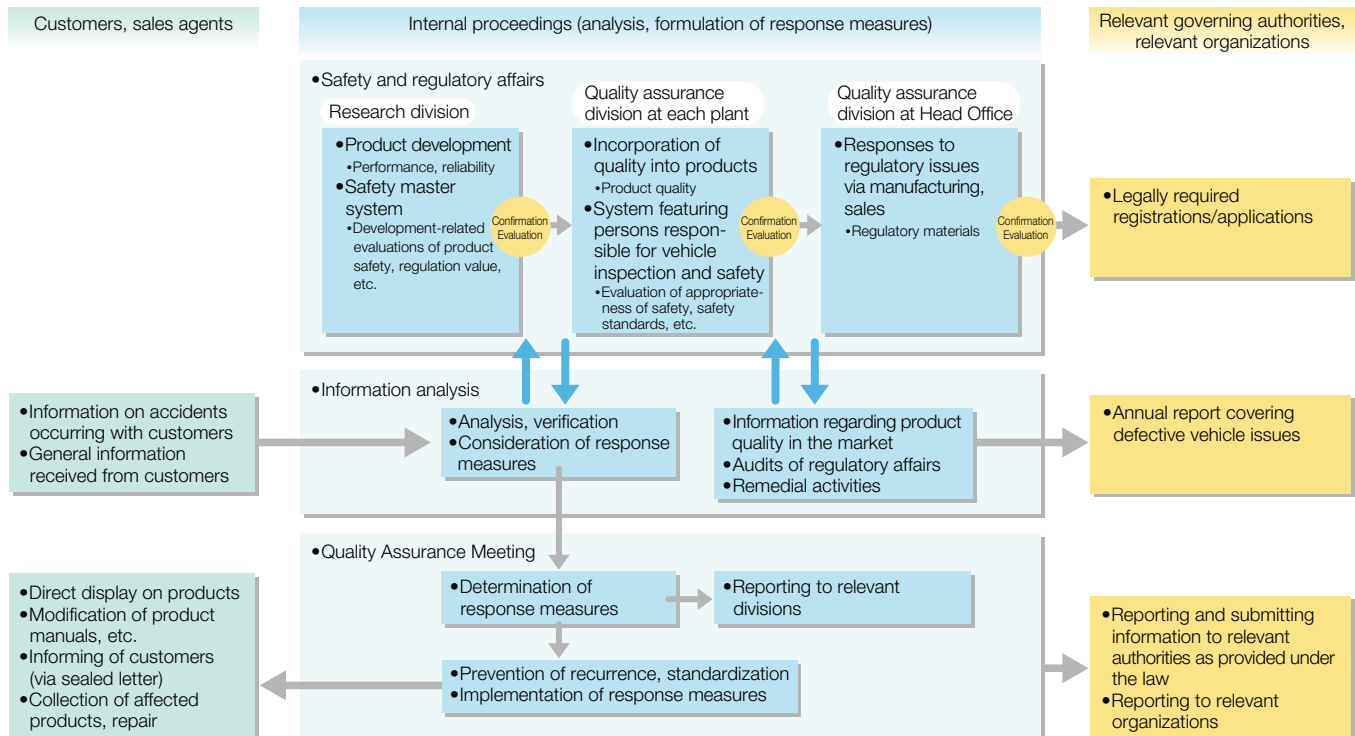 Customers, sales agents
Internal proceedings (analysis, formulation of response measures)
Relevant governing authorities,
relevant organizations
•Safety and regulatory affairs
Research division
•Product development
•Performance, reliability
•Safety master
system
•Development-related
evaluations of product
safety, regulation value,
etc.
Confirmation
Evaluation
Quality assurance
division at each plant
•Incorporation of
quality into products
•Product quality
•System featuring
persons respon-
sible for vehicle
inspection and safety
•Evaluation of appropriate-
ness of safety, safety
standards, etc.
Confirmation
Evaluation
Quality assurance
division at Head Office
•Responses to
regulatory issues
via manufacturing,
sales
•Regulatory materials
Confirmation
Evaluation
•Legally required
registrations/applications
•Information on accidents
occurring with customers
•General information
received from customers
•Information analysis
•Analysis, verification
•Consideration of response
measures
•Information regarding product
quality in the market
•Audits of regulatory affairs
•Remedial activities
•Annual report covering
defective vehicle issues
•Quality Assurance Meeting
•Determination of
response measures
•Reporting to relevant
divisions
•Prevention of recurrence, standardization
•Implementation of response measures
•Direct display on products
•Modification of product
manuals, etc.
•Informing of customers
(via sealed letter)
•Collection of affected
products, repair
•Reporting and submitting
information to relevant
authorities as provided under
the law
•Reporting to relevant
organizations